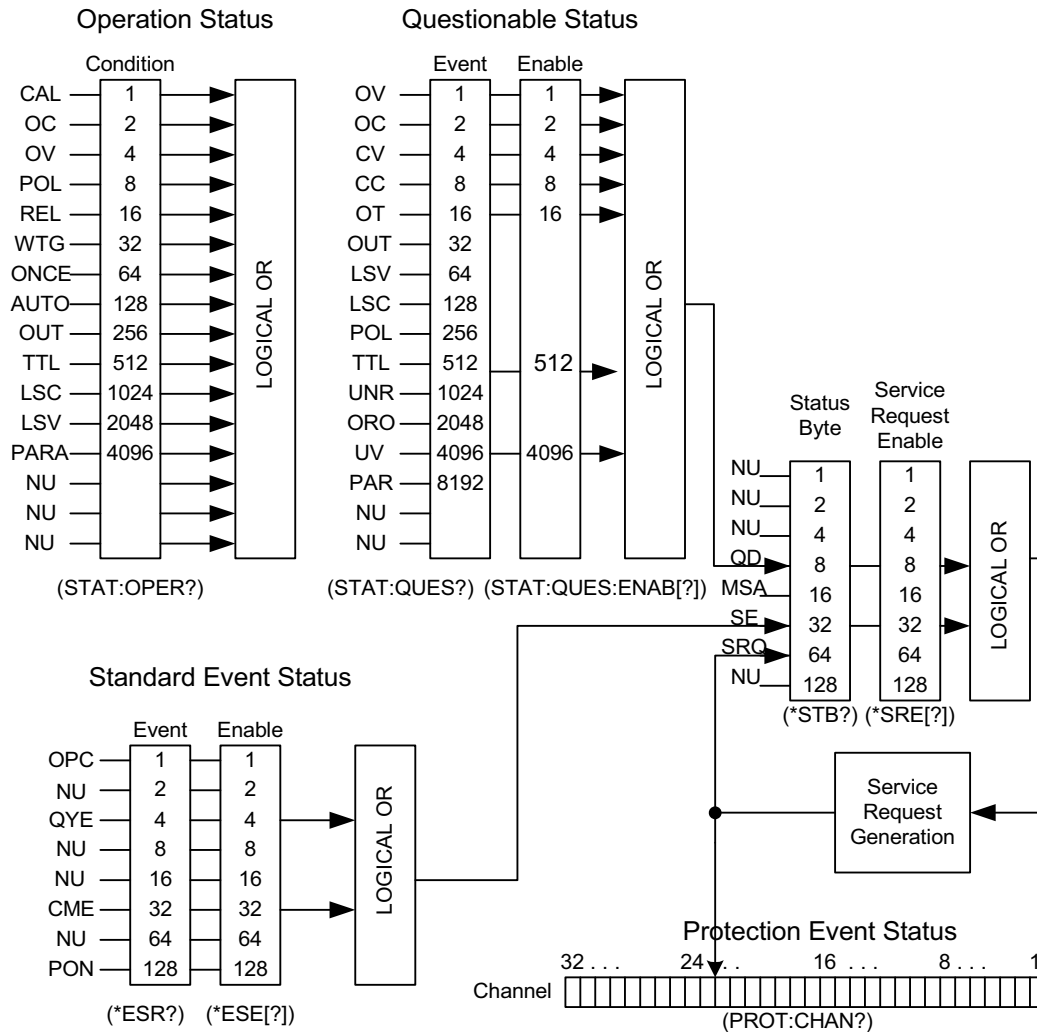 Operation Status
Condition
CAL 1
OC 2
OV 4
POL 8
REL 16
WTG 32
ONCE 64
AUTO 128
OUT 256
TTL 512
LSC 1024
LSV 2048
PARA 4096
NU
NU
NU
LOGICAL OR
(STAT:OPER?)
Questionable Status
Event Enable
OV 1 1
OC 2 2
CV 4 4
CC 8 8
OT 16 16
OUT 32
LSV 64
LSC 128
POL 256
TTL 512 512
UNR 1024
ORO 2048
UV 4096 4096
PAR 8192
NU
NU
LOGICAL OR
(STAT:QUES?) (STAT:QUES:ENAB[?])
Status Byte
Service Request Enable
NU 1 1
NU 2 2
NU 4 4
QD 8 8
MSA 16 16
SE 32 32
SRQ 64 64
NU 128 128
LOGICAL OR
(*STB?) (*SRE[?])
Standard Event Status
Event Enable
OPC 1 1
NU 2 2
QYE 4 4
NU 8 8
NU 16 16
CME 32 32
NU 64 64
PON 128 128
LOGICAL OR
(*ESR?) (*ESE[?])
Service
Request
Generation
Protection Event Status
32 . . . 24 . . . 16 . . . 8 . . . 1
Channel
(PROT:CHAN?)